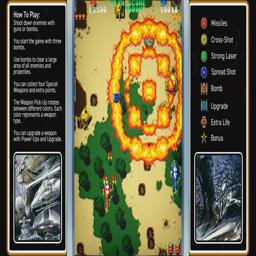 How To Play:
Shoot down enemies with
guns or bombs.
You start the game with three
bombs.
Use bombs to clear a large
area of all enemies and
projectiles.
You can collect four Special
Weapons and extra points.
The Weapon Pick-Ups rotate
between different colors. Each
color represents a weapon
type.
You can upgrade a weapon
with Power-Ups and Upgrade.
Missiles
Cross-Shot
Strong Laser
Spread Shot
Bomb
Upgrade
Extra Life
Bonus